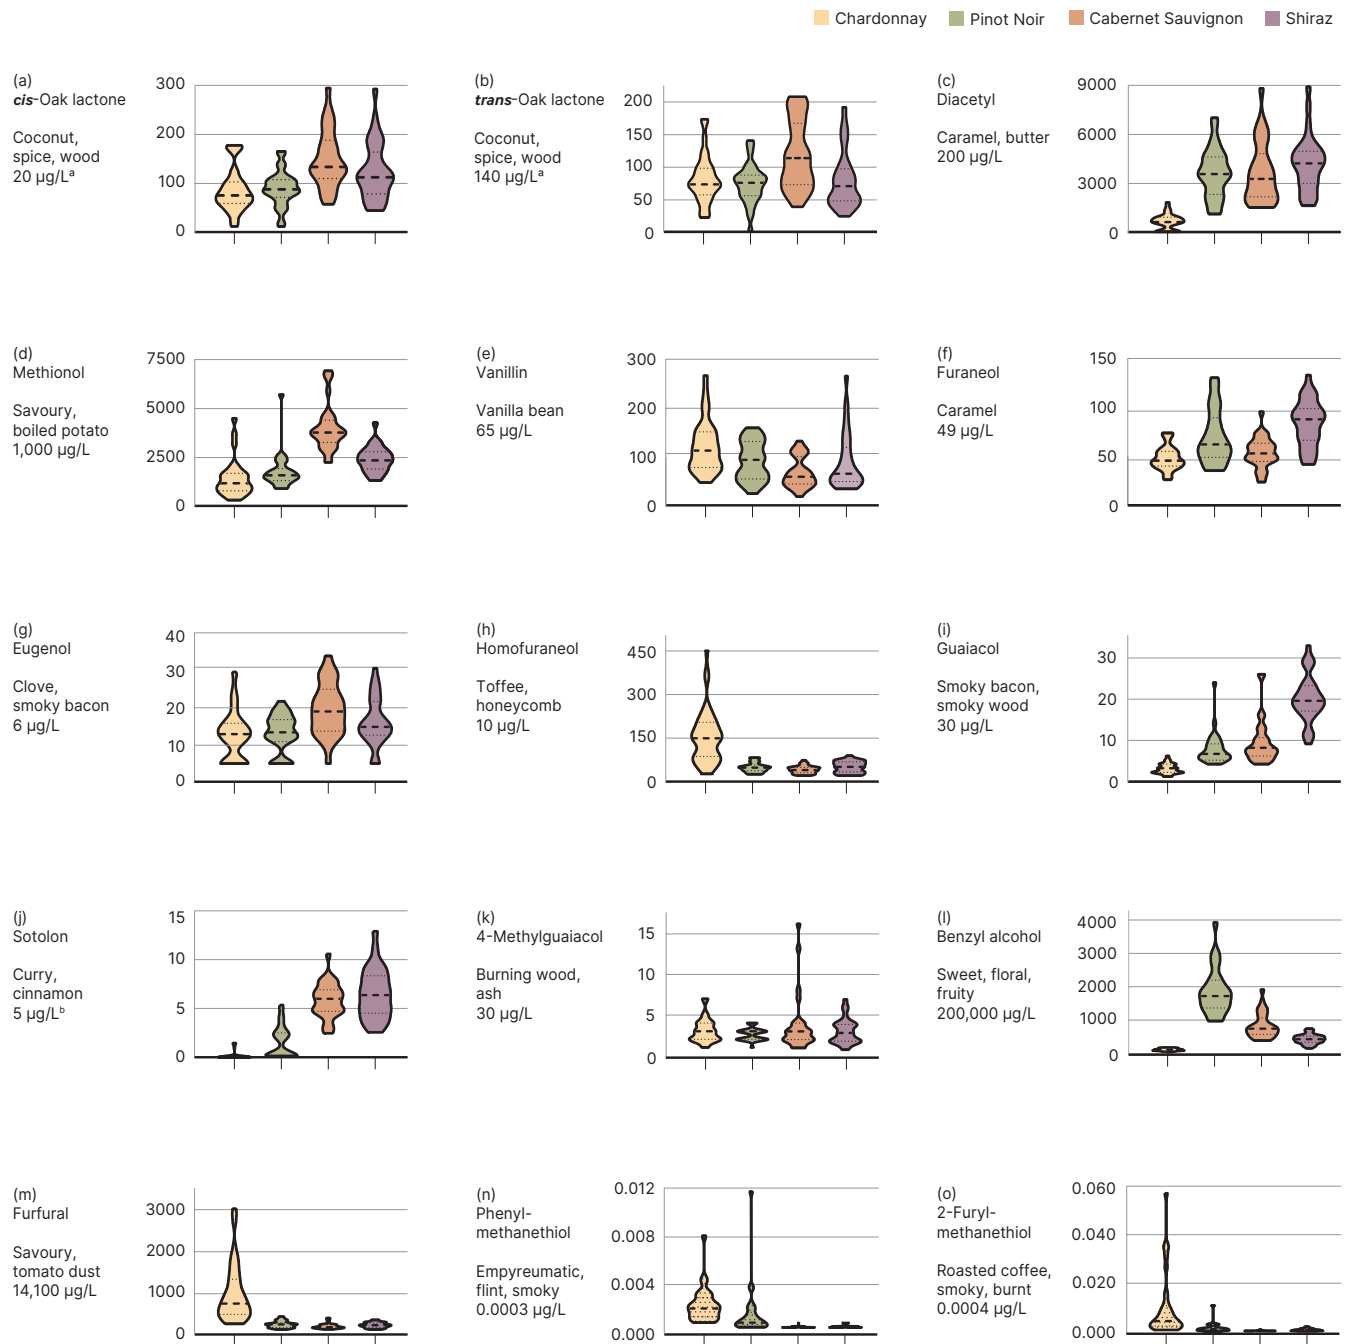 Chardonnay Pinot Noir Cabernet Sauvignon Shiraz
(a)
cis-Oak lactone
Coconut,
spice, wood
20 µg/Lᵃ
300
200
100
0
(b)
trans-Oak lactone
Coconut,
spice, wood
140 µg/Lᵃ
200
150
100
50
0
(c)
Diacetyl
Caramel, butter
200 µg/L
9000
6000
3000
0
(d)
Methionol
Savoury,
boiled potato
1,000 µg/L
7500
5000
2500
0
(e)
Vanillin
Vanilla bean
65 µg/L
300
200
100
0
(f)
Furaneol
Caramel
49 µg/L
150
100
50
0
(g)
Eugenol
Clove,
smoky bacon
6 µg/L
40
30
20
10
0
(h)
Homofuraneol
Toffee,
honeycomb
10 µg/L
450
300
150
0
(i)
Guaiacol
Smoky bacon,
smoky wood
30 µg/L
30
20
10
0
(j)
Sotolon
Curry,
cinnamon
5 µg/Lᵇ
15
10
5
0
(k)
4-Methylguaiacol
Burning wood,
ash
30 µg/L
15
10
5
0
(l)
Benzyl alcohol
Sweet, floral,
fruity
200,000 µg/L
4000
3000
2000
1000
0
(m)
Furfural
Savoury,
tomato dust
14,100 µg/L
3000
2000
1000
0
(n)
Phenyl-
methanethiol
Empyreumatic,
flint, smoky
0.0003 µg/L
0.012
0.008
0.004
0.000
(o)
2-Furyl-
methanethiol
Roasted coffee,
smoky, burnt
0.0004 µg/L
0.060
0.040
0.020
0.000